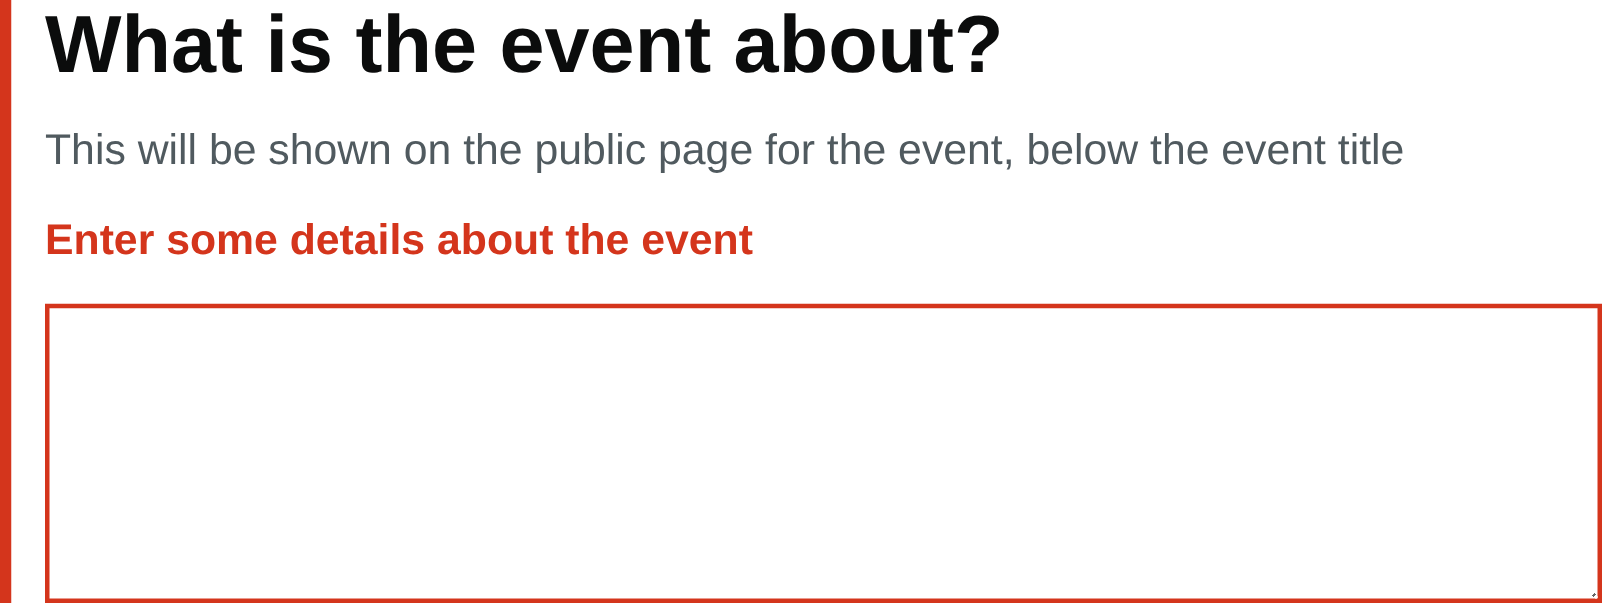 What is the event about?
This will be shown on the public page for the event, below the event title
Enter some details about the event